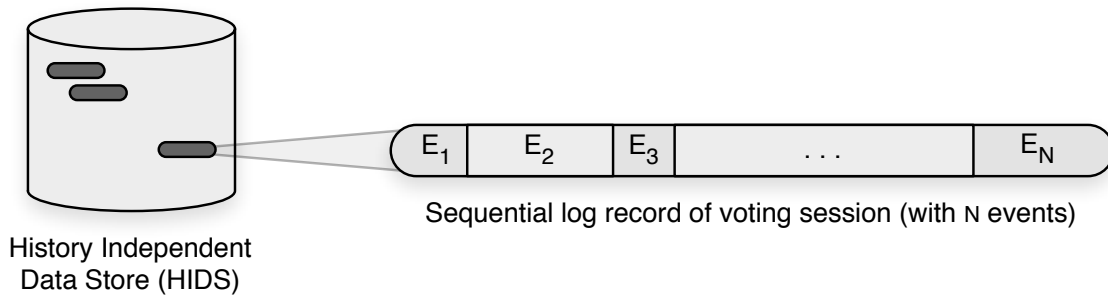 E1 E2 E3 . . . EN
Sequential log record of voting session (with N events)
History Independent
Data Store (HIDS)